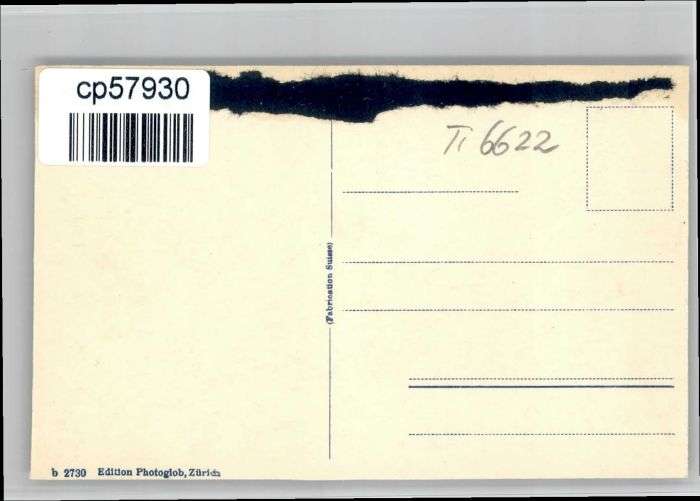 cp57930
Ti 6622
(Fabrication Suisse)
b 2730 Edition Photoglob, Zürich